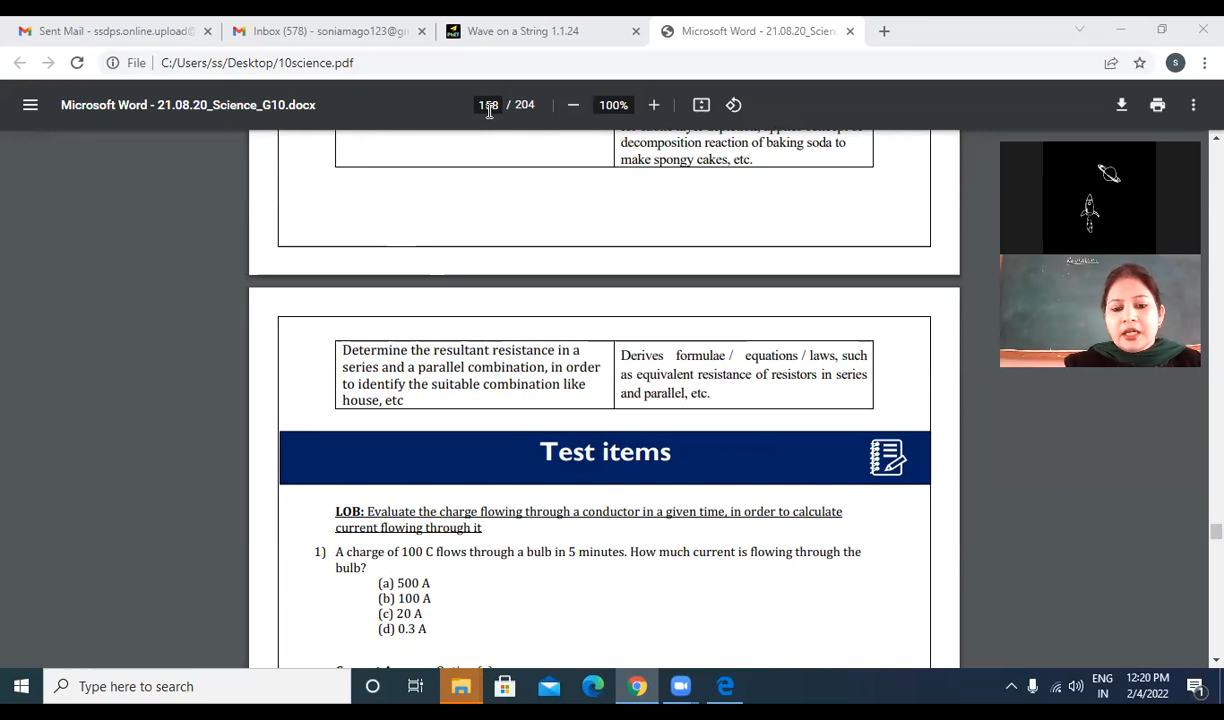 Sent Mail - ssdps.online.upload@
Inbox (578) - soniamago123@gn
Wave on a String 1.1.24
Microsoft Word - 21.08.20_Scienc
File
C:/Users/ss/Desktop/10science.pdf
S
Microsoft Word - 21.08.20_Science_G10.docx
158 / 204
100%
decomposition reaction of baking soda to
make spongy cakes, etc.
Determine the resultant resistance in a
series and a parallel combination, in order
to identify the suitable combination like
house, etc
Derives formulae / equations / laws, such
as equivalent resistance of resistors in series
and parallel, etc.
Test items
LOB: Evaluate the charge flowing through a conductor in a given time, in order to calculate
current flowing through it
1) A charge of 100 C flows through a bulb in 5 minutes. How much current is flowing through the
bulb?
(a) 500 A
(b) 100 A
(c) 20 A
(d) 0.3 A
Type here to search
ENG
IN
12:20 PM
2/4/2022
1